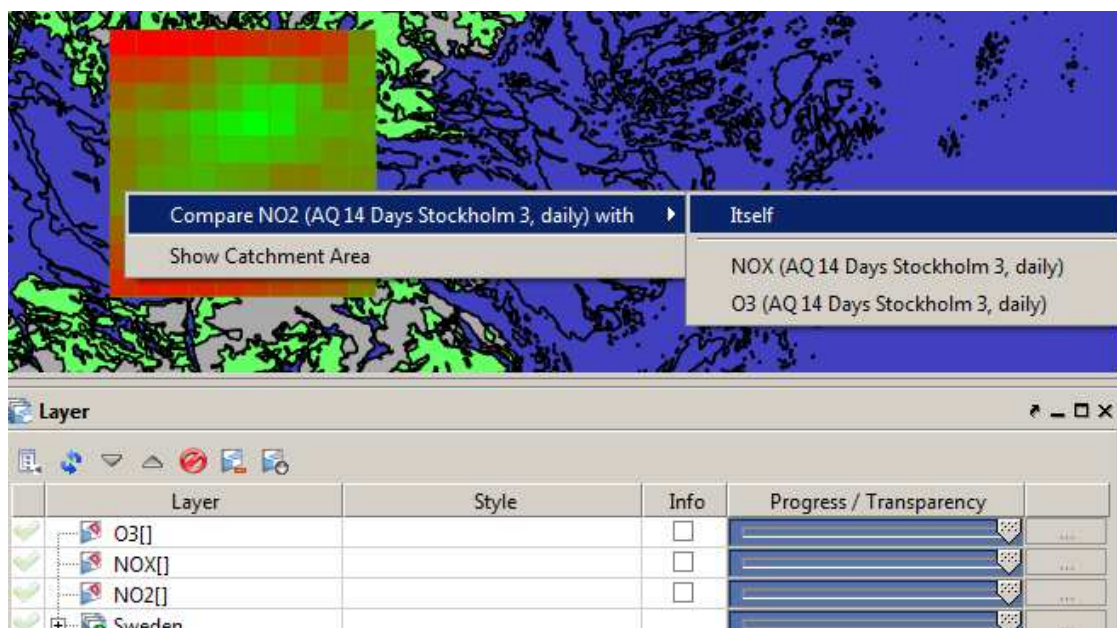 Compare NO2 (AQ 14 Days Stockholm 3, daily) with
Itself
Show Catchment Area
NOX (AQ 14 Days Stockholm 3, daily)
O3 (AQ 14 Days Stockholm 3, daily)
Layer
Layer Style Info Progress / Transparency
O3[]
...
NOX[]
...
NO2[]
...
Sweden